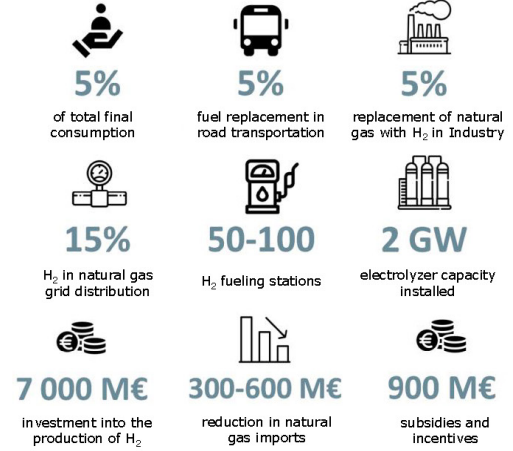 5%
of total final
consumption
5%
fuel replacement in
road transportation
5%
replacement of natural
gas with H₂ in Industry
15%
H₂ in natural gas
grid distribution
50-100
H₂ fueling stations
2 GW
electrolyzer capacity
installed
7 000 M€
investment into the
production of H₂
300-600 M€
reduction in natural
gas imports
900 M€
subsidies and
incentives